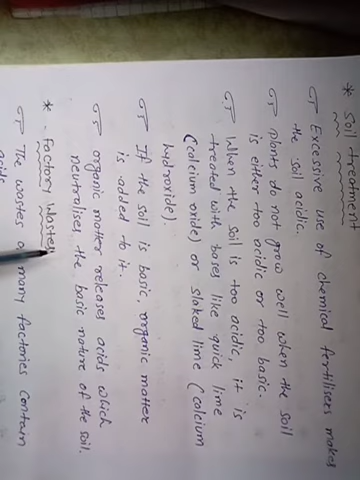 * Soil treatment
Excessive use of chemical fertilisers makes
the soil acidic.
Plants do not grow well when the soil
is either too acidic or too basic.
When the soil is too acidic, it is
treated with bases like quick lime
(calcium oxide) or slaked lime (calcium
hydroxide).
If the soil is basic, organic matter
is added to it.
organic matter releases acids which
neutralises the basic nature of the soil.
* Factory Wastes
The wastes of many factories contain
acids